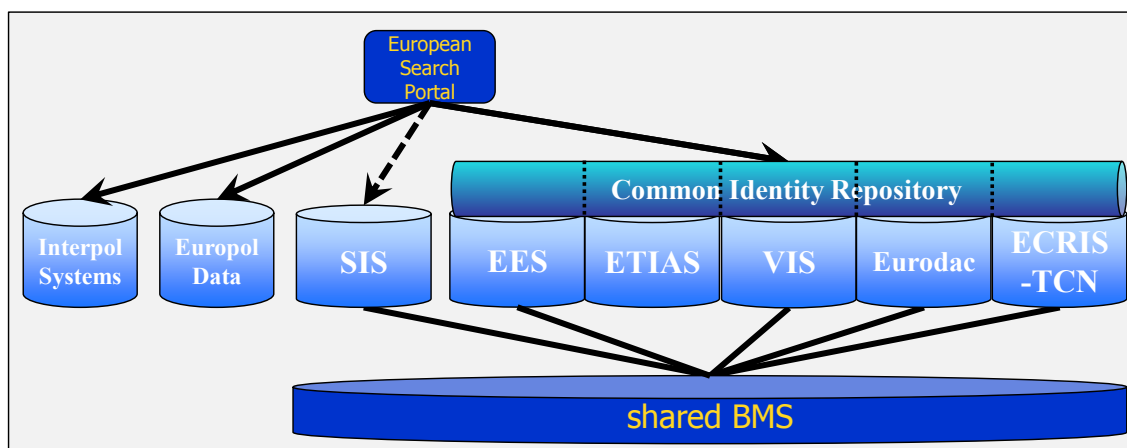 European
Search
Portal
Common Identity Repository
Interpol
Systems
Europol
Data
SIS
EES
ETIAS
VIS
Eurodac
ECRIS
-TCN
shared BMS